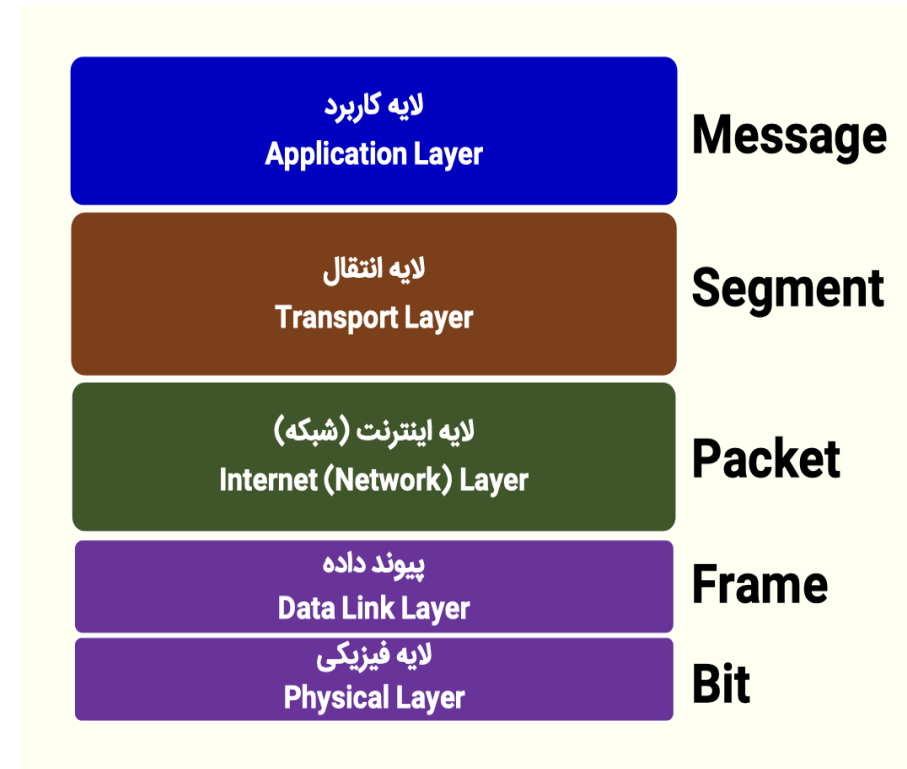 لایه کاربرد
Application Layer
Message
لایه انتقال
Transport Layer
Segment
لایه اینترنت (شبکه)
Internet (Network) Layer
Packet
پیوند داده
Data Link Layer
Frame
لایه فیزیکی
Physical Layer
Bit